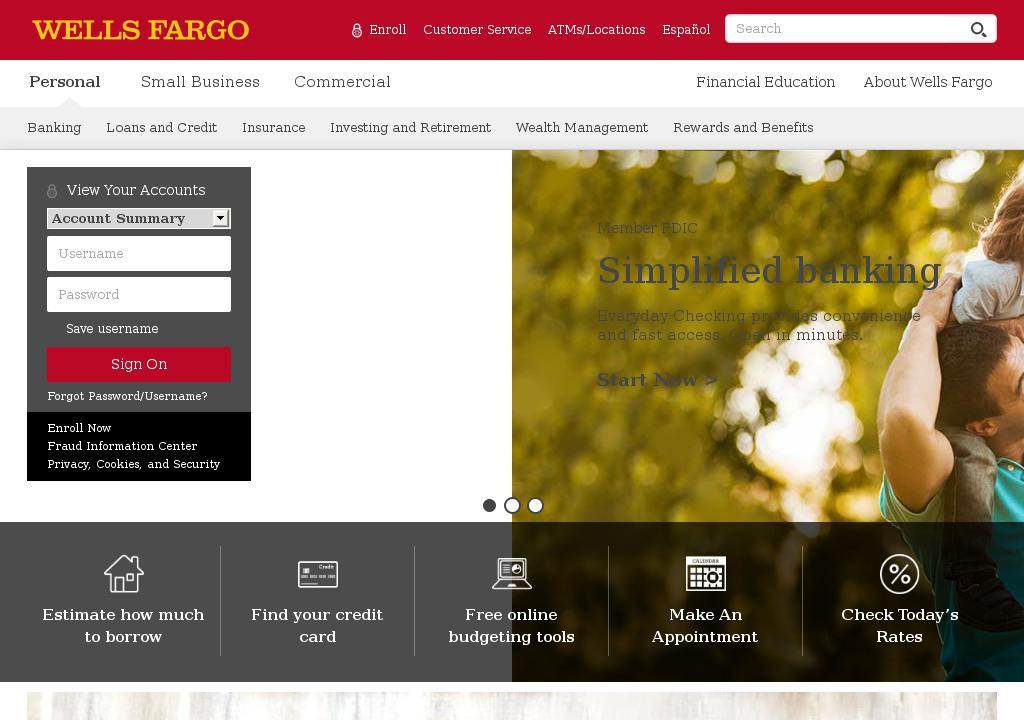 WELLS FARGO
Enroll
Customer Service
ATMs/Locations
Español
Search
Personal
Small Business
Commercial
Financial Education
About Wells Fargo
Banking
Loans and Credit
Insurance
Investing and Retirement
Wealth Management
Rewards and Benefits
View Your Accounts
Account Summary
Username
Password
Save username
Sign On
Forgot Password/Username?
Enroll Now
Fraud Information Center
Privacy, Cookies, and Security
Member FDIC
Simplified banking
Everyday Checking provides convenience
and fast access. Open in minutes.
Start Now >
Estimate how much
to borrow
Credit
Find your credit
card
Free online
budgeting tools
CALENDAR
Make An
Appointment
%
Check Today's
Rates